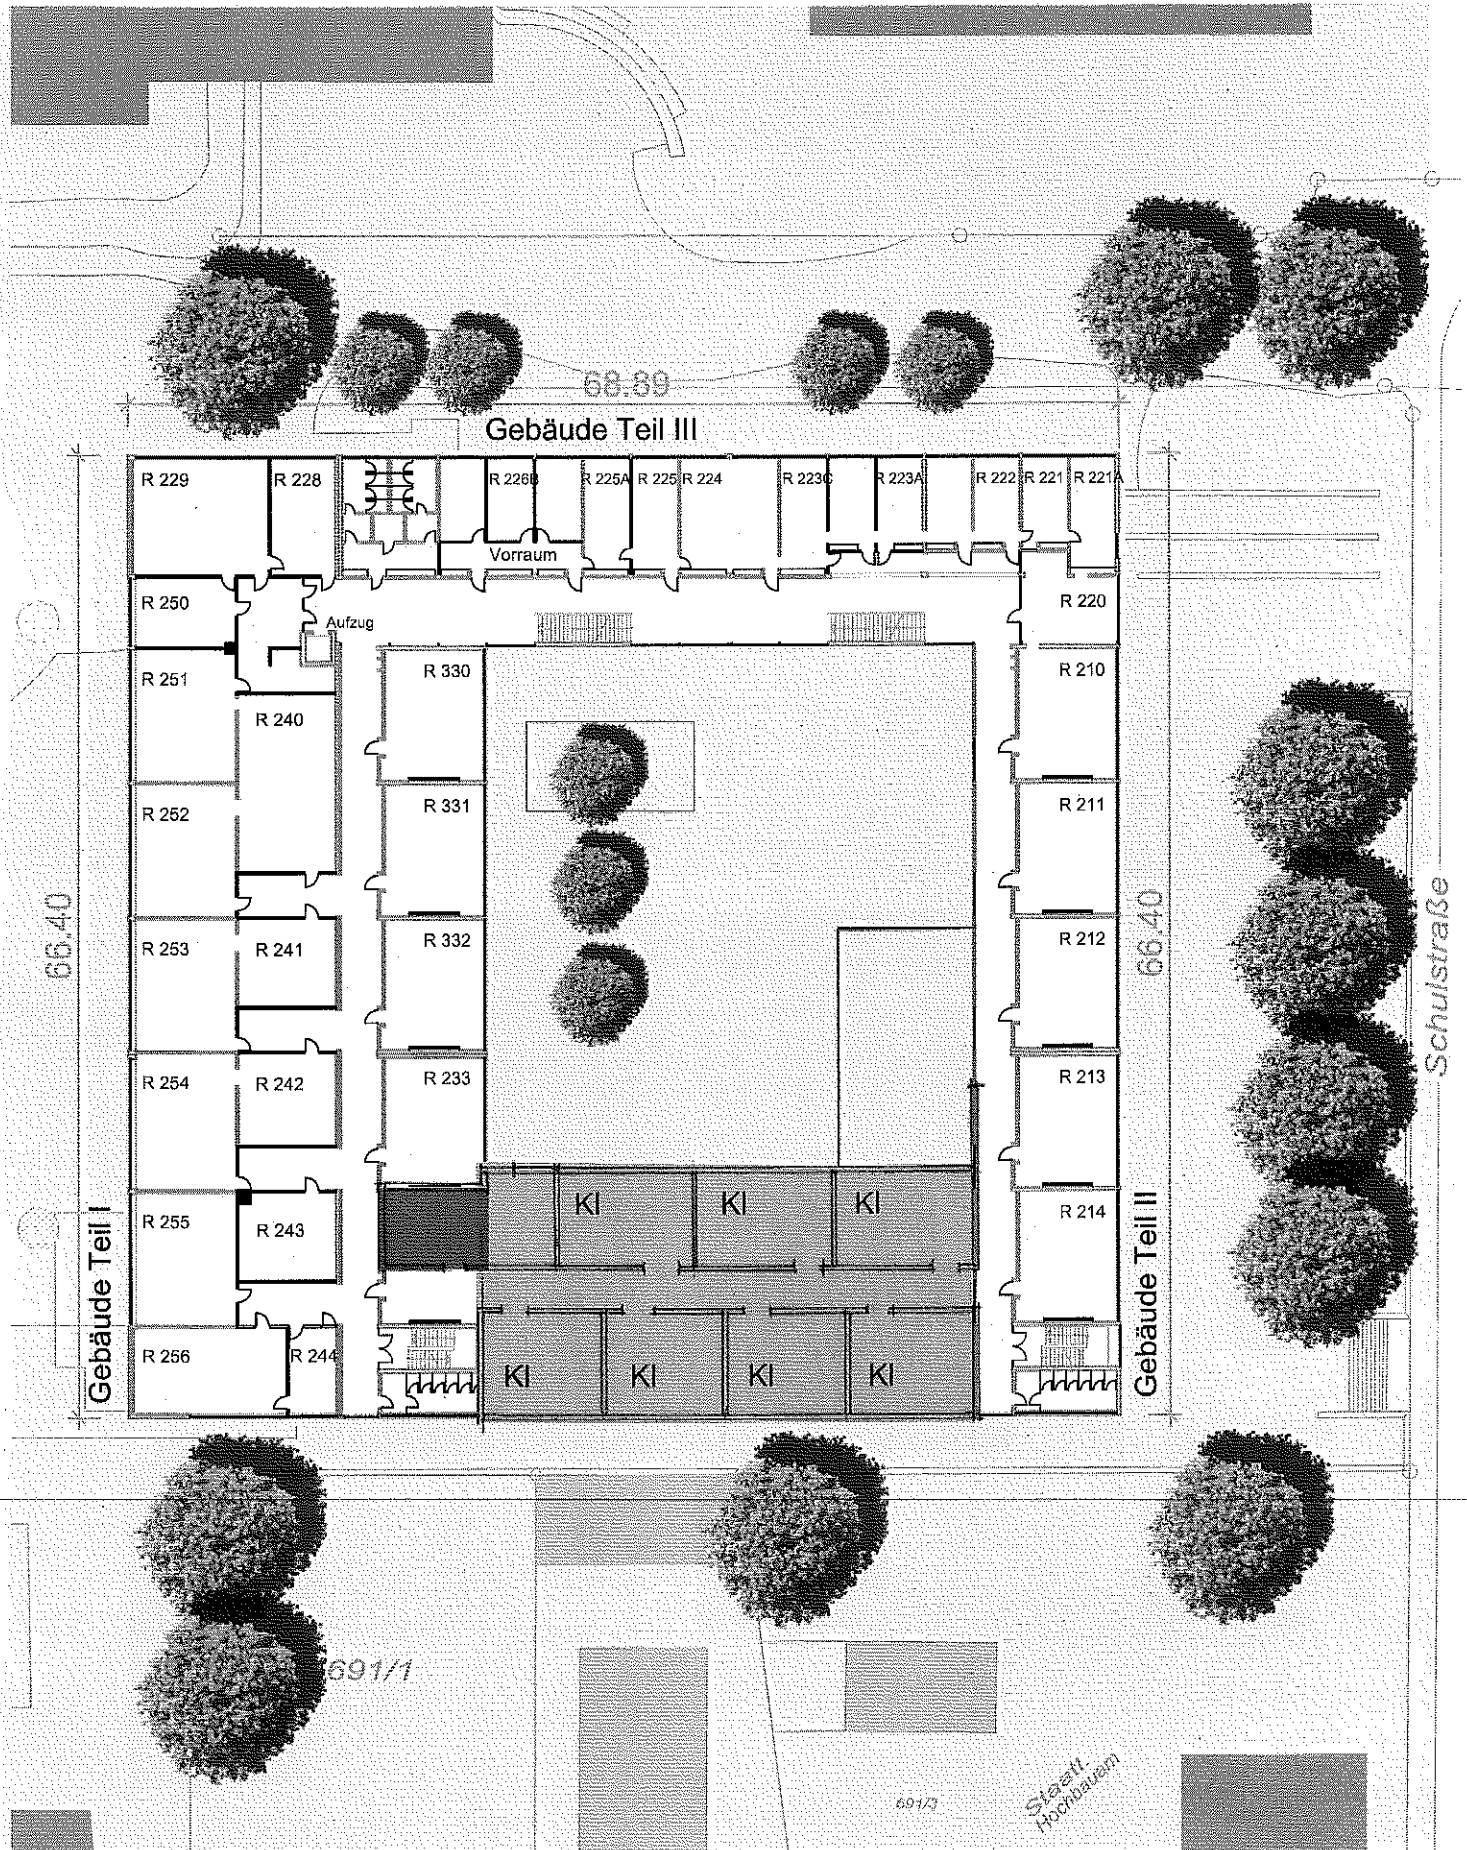 68.89
Gebäude Teil III
R 229
R 228
R 226B
R 225A
R 225
R 224
R 223C
R 223A
R 222
R 221
R 221A
Vorraum
R 250
Aufzug
R 220
R 251
R 330
R 210
R 240
R 252
R 331
R 211
66.40
R 253
R 241
R 332
R 212
66.40
Schulstraße
R 254
R 242
R 233
R 213
Gebäude Teil I
R 255
R 243
KI
KI
KI
R 214
Gebäude Teil II
R 256
R 244
KI
KI
KI
KI
691/1
691/3
Staatl.
Hochbauam